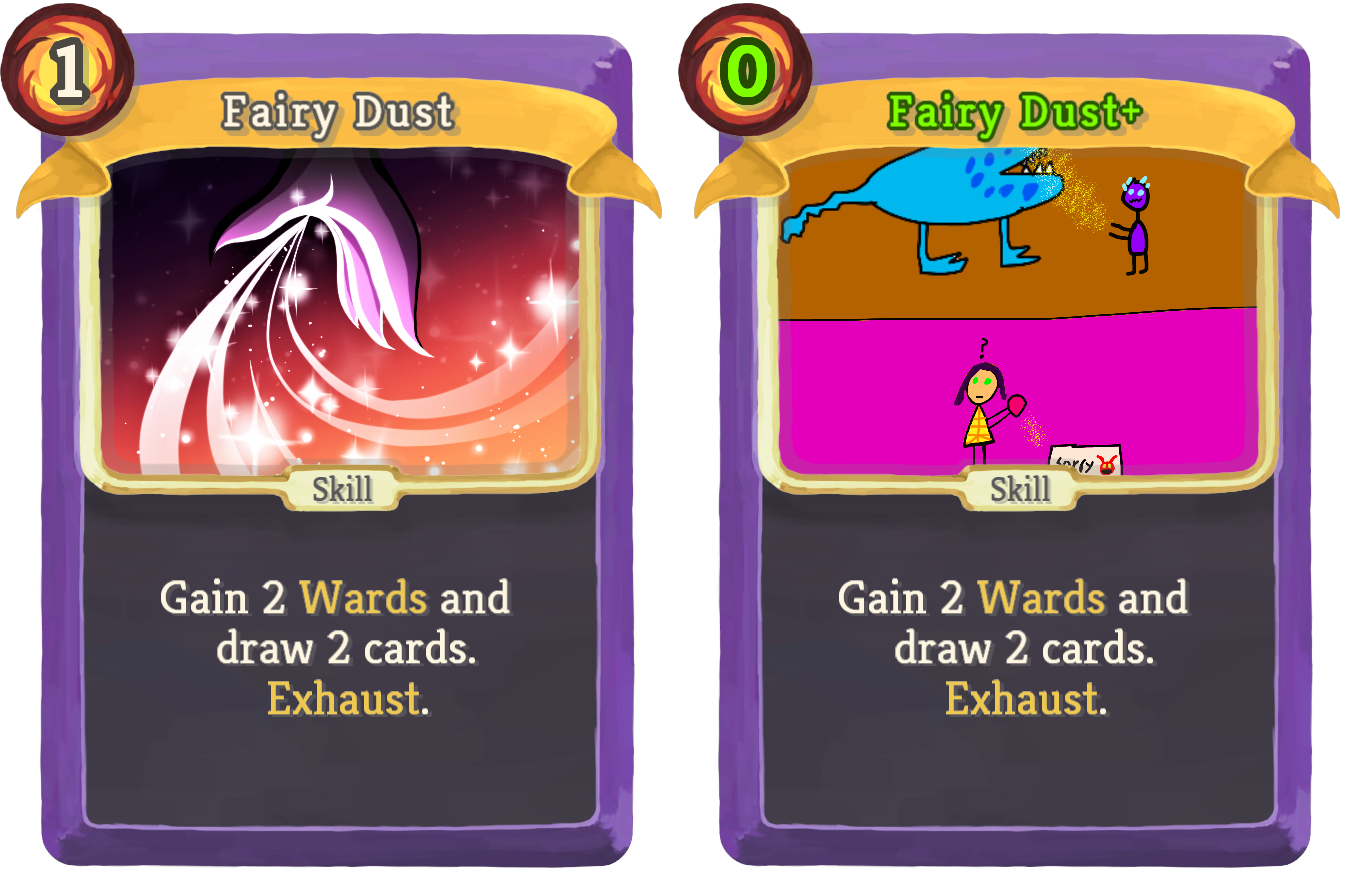 1
Fairy Dust
Skill
Gain 2 Wards and
draw 2 cards.
Exhaust.
0
Fairy Dust+
?
sorry
Skill
Gain 2 Wards and
draw 2 cards.
Exhaust.